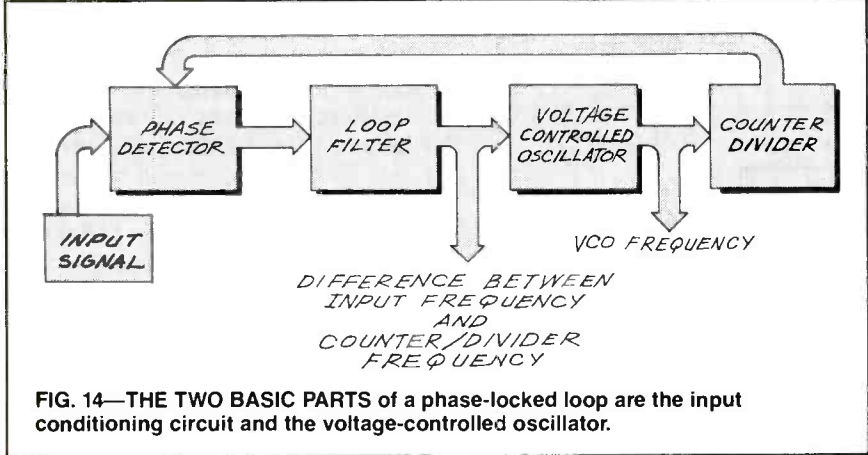 PHASE
DETECTOR
LOOP
FILTER
VOLTAGE
CONTROLLED
OSCILLATOR
COUNTER
DIVIDER
INPUT
SIGNAL
VCO FREQUENCY
DIFFERENCE BETWEEN
INPUT FREQUENCY
AND
COUNTER/DIVIDER
FREQUENCY
FIG. 14—THE TWO BASIC PARTS of a phase-locked loop are the input
conditioning circuit and the voltage-controlled oscillator.